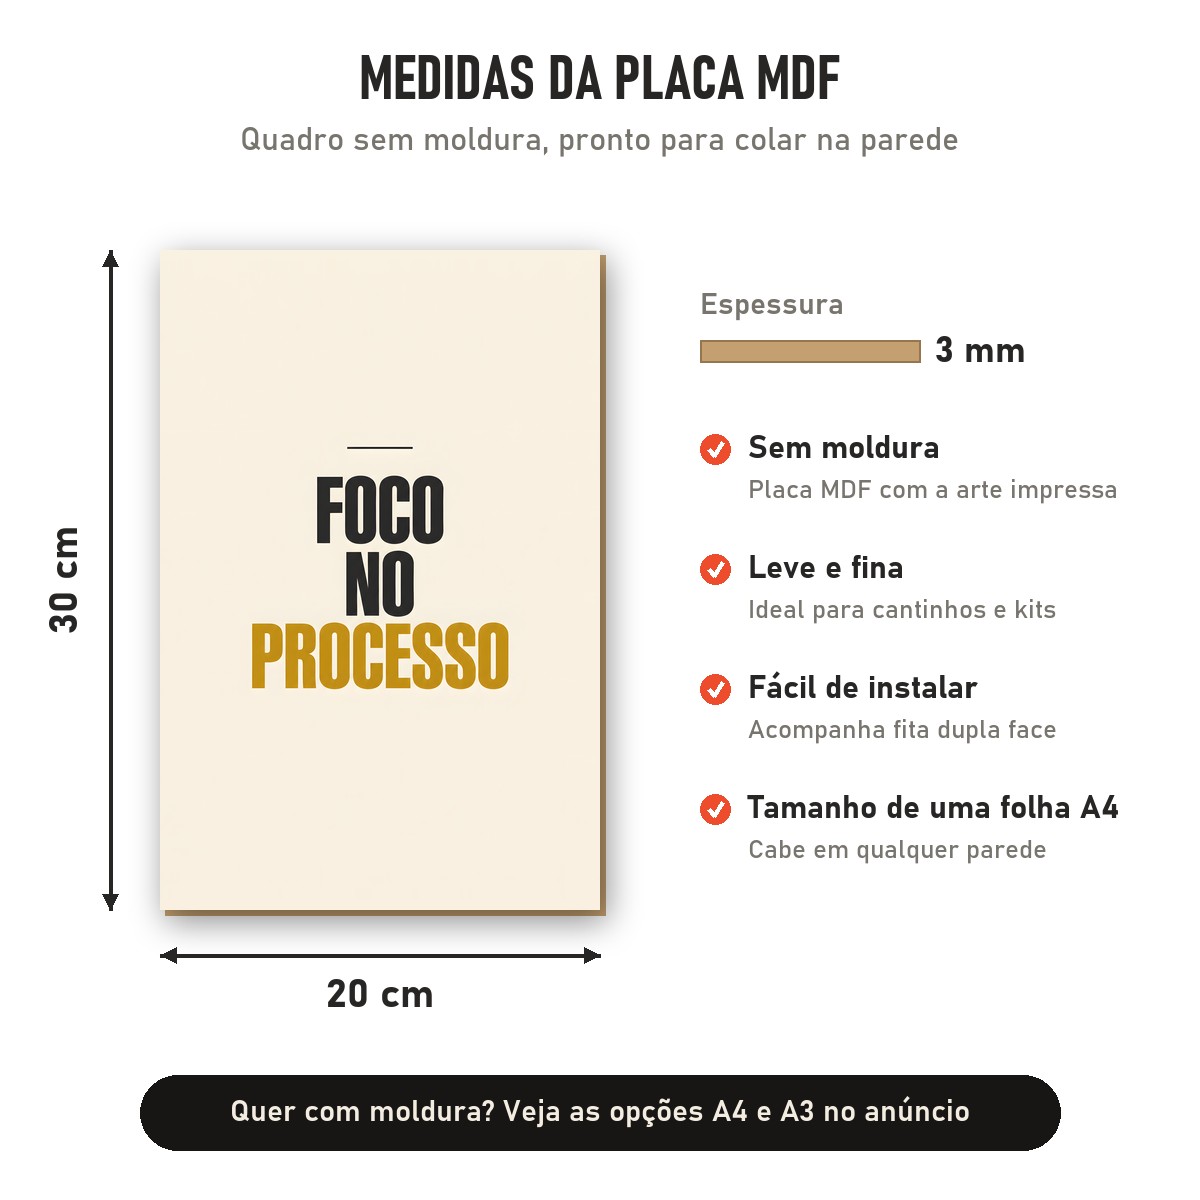 MEDIDAS DA PLACA MDF
Quadro sem moldura, pronto para colar na parede
30 cm
FOCO
NO
PROCESSO
20 cm
Espessura
3 mm
Sem moldura
Placa MDF com a arte impressa
Leve e fina
Ideal para cantinhos e kits
Fácil de instalar
Acompanha fita dupla face
Tamanho de uma folha A4
Cabe em qualquer parede
Quer com moldura? Veja as opções A4 e A3 no anúncio